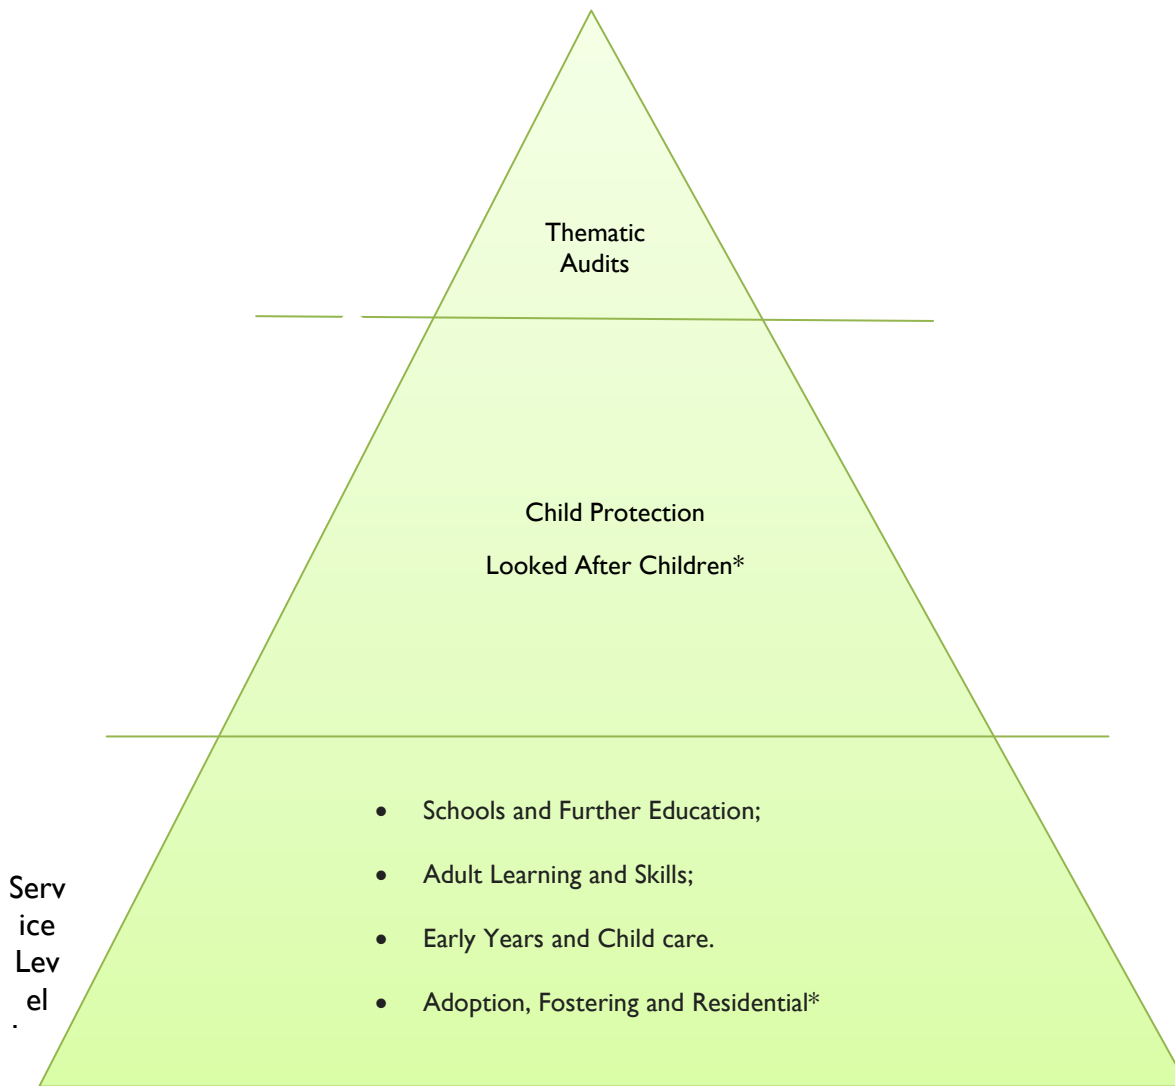 Thematic
Audits
Child Protection
Looked After Children*
• Schools and Further Education;
• Adult Learning and Skills;
• Early Years and Child care.
• Adoption, Fostering and Residential*
Serv
ice
Lev
el